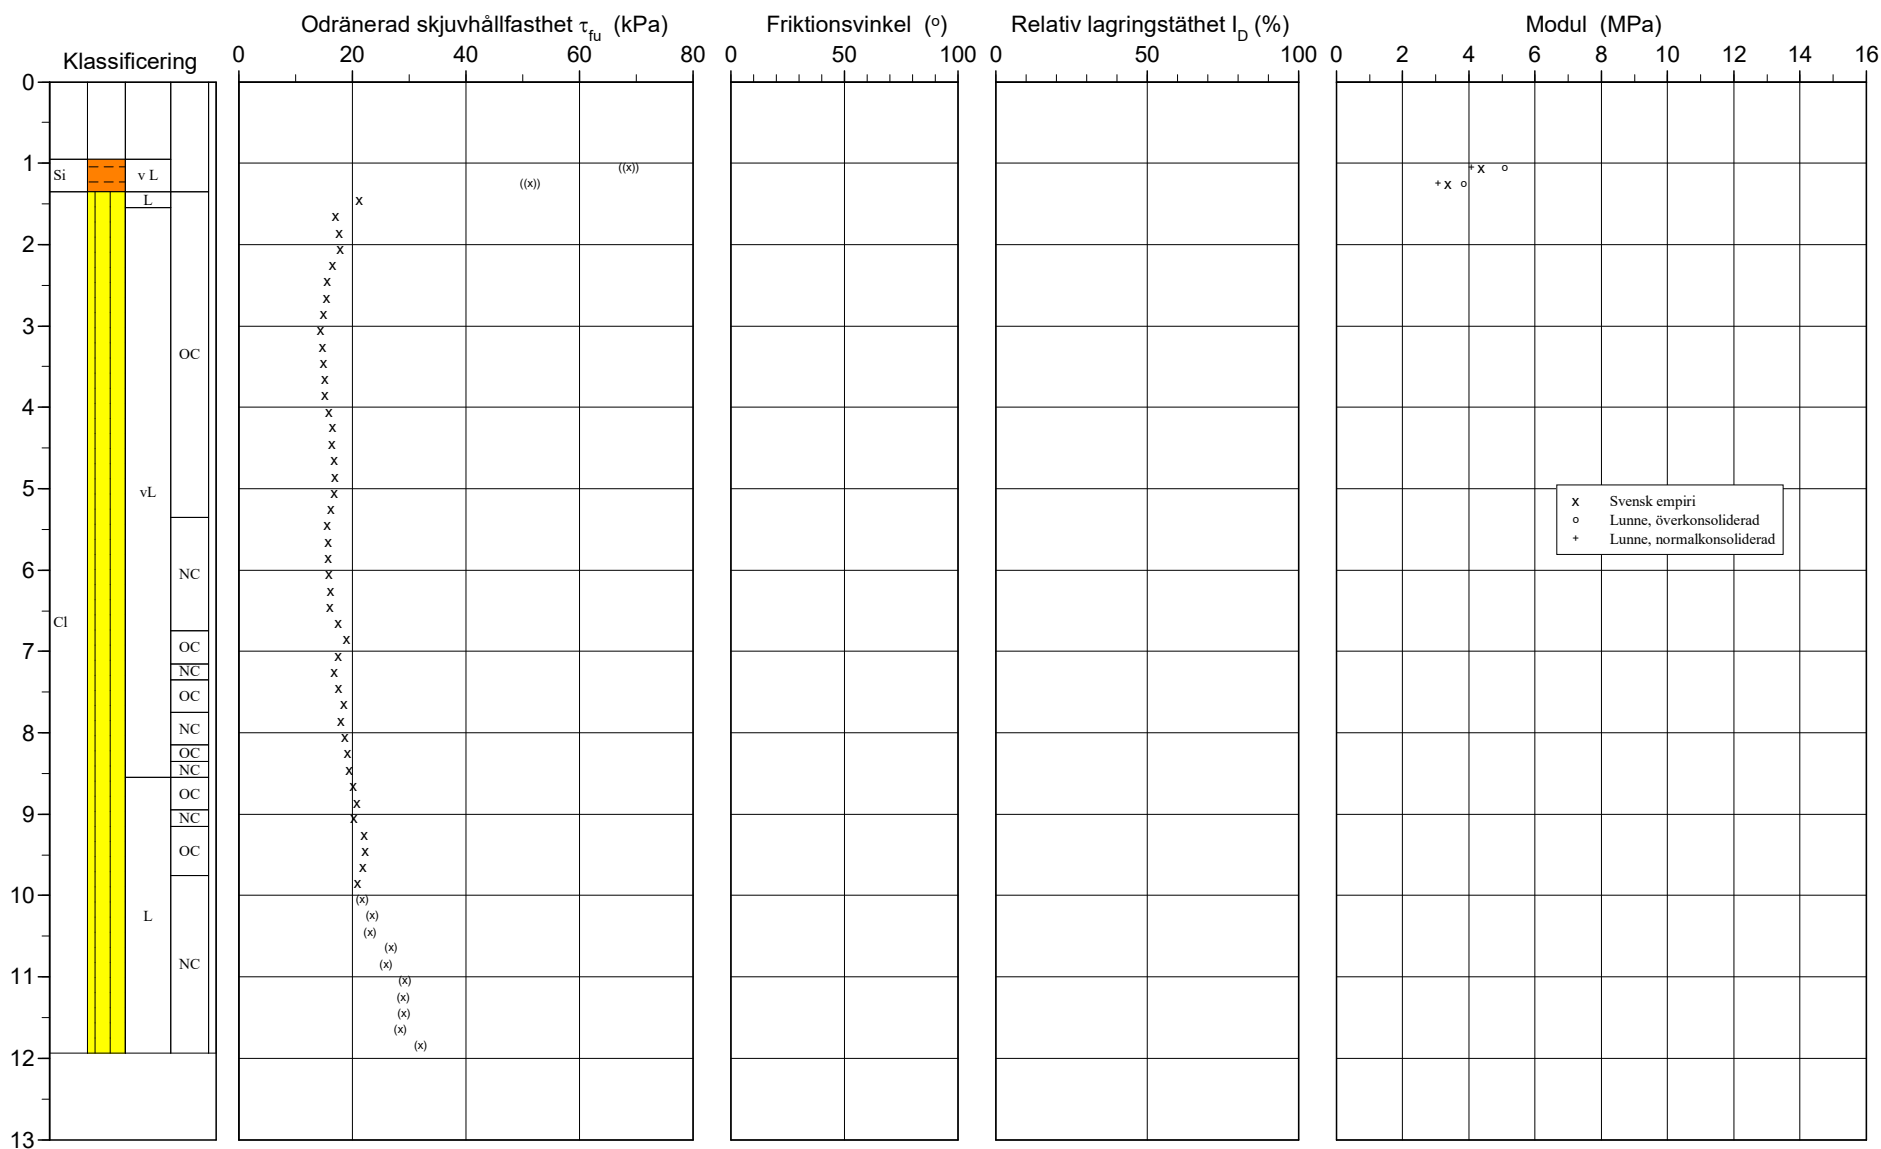 Klassificering
Odränerad skjuvhållfasthet τfu (kPa)
Friktionsvinkel (o)
Relativ lagringstäthet ID (%)
Modul (MPa)
0 20 40 60 80
0 50 100
0 50 100
0 2 4 6 8 10 12 14 16
0
1
2
3
4
5
6
7
8
9
10
11
12
13
Si
v L
L
OC
vL
NC
Cl
OC
NC
OC
NC
OC
NC
OC
NC
OC
L
NC
x Svensk empiri
o Lunne, överkonsoliderad
+ Lunne, normalkonsoliderad